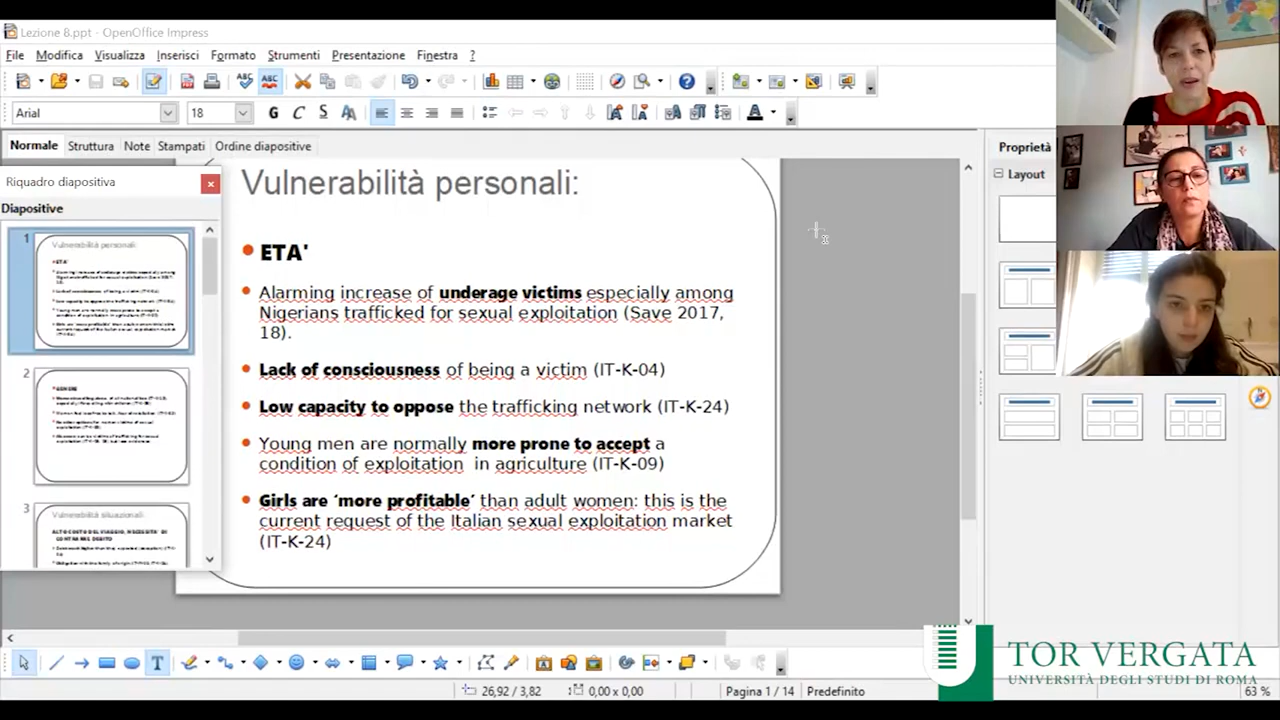 Lezione 8.ppt - OpenOffice Impress
File Modifica Visualizza Inserisci Formato Strumenti Presentazione Finestra ?
Arial 18 G C S
Normale Struttura Note Stampati Ordine diapositive
Riquadro diapositiva
Diapositive
1
2
3
Vulnerabilità personali:
ETA'
Alarming increase of underage victims especially among
Nigerians trafficked for sexual exploitation (Save 2017,
18).
Lack of consciousness of being a victim (IT-K-04)
Low capacity to oppose the trafficking network (IT-K-24)
Young men are normally more prone to accept a
condition of exploitation in agriculture (IT-K-09)
Girls are ‘more profitable’ than adult women: this is the
current request of the Italian sexual exploitation market
(IT-K-24)
Proprietà
Layout
TOR VERGATA
UNIVERSITÀ DEGLI STUDI DI ROMA
26,92 / 3,82 0,00 x 0,00 Pagina 1 / 14 Predefinito 63 %